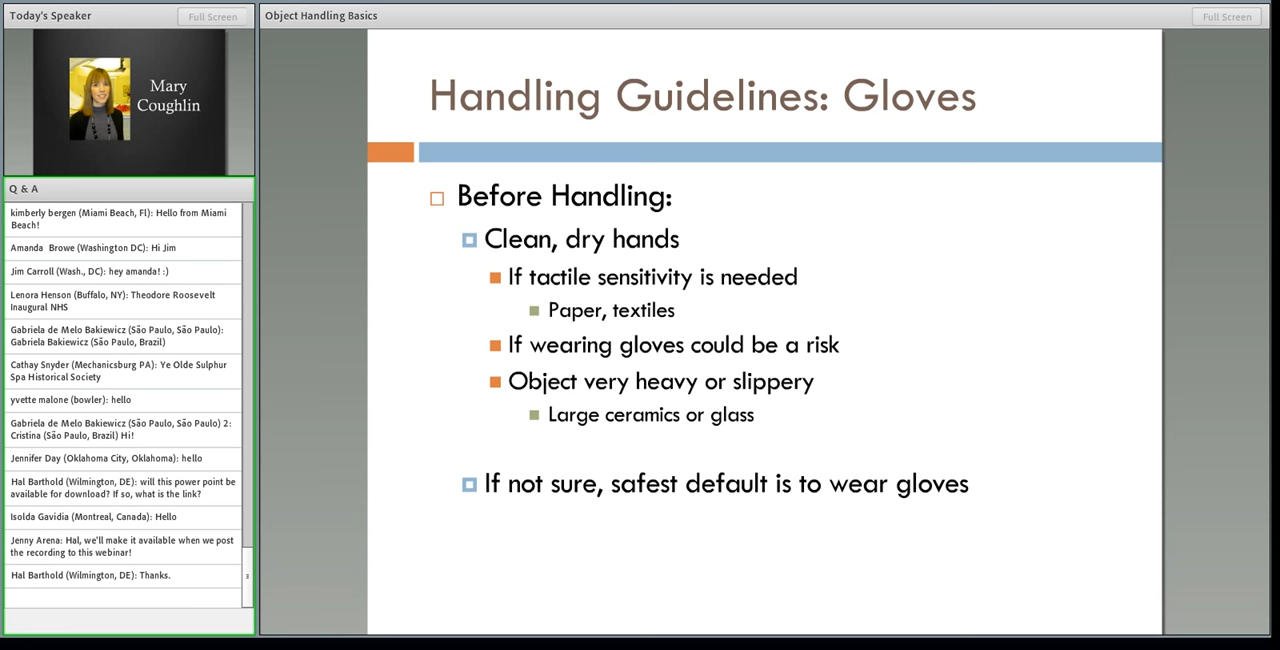 Today's Speaker
Full Screen
Mary
Coughlin
Q & A
kimberly bergen (Miami Beach, Fl): Hello from Miami
Beach!
Amanda Browe (Washington DC): Hi Jim
Jim Carroll (Wash., DC): hey amanda! :)
Lenora Henson (Buffalo, NY): Theodore Roosevelt
Inaugural NHS
Gabriela de Melo Bakiewicz (São Paulo, São Paulo):
Gabriela Bakiewicz (São Paulo, Brazil)
Cathay Snyder (Mechanicsburg PA): Ye Olde Sulphur
Spa Historical Society
yvette malone (bowler): hello
Gabriela de Melo Bakiewicz (São Paulo, São Paulo) 2:
Cristina (São Paulo, Brazil) Hi!
Jennifer Day (Oklahoma City, Oklahoma): hello
Hal Barthold (Wilmington, DE): will this power point be
available for download? If so, what is the link?
Isolda Gavidia (Montreal, Canada): Hello
Jenny Arena: Hal, we'll make it available when we post
the recording to this webinar!
Hal Barthold (Wilmington, DE): Thanks.
Object Handling Basics
Full Screen
Handling Guidelines: Gloves
Before Handling:
Clean, dry hands
If tactile sensitivity is needed
Paper, textiles
If wearing gloves could be a risk
Object very heavy or slippery
Large ceramics or glass
If not sure, safest default is to wear gloves